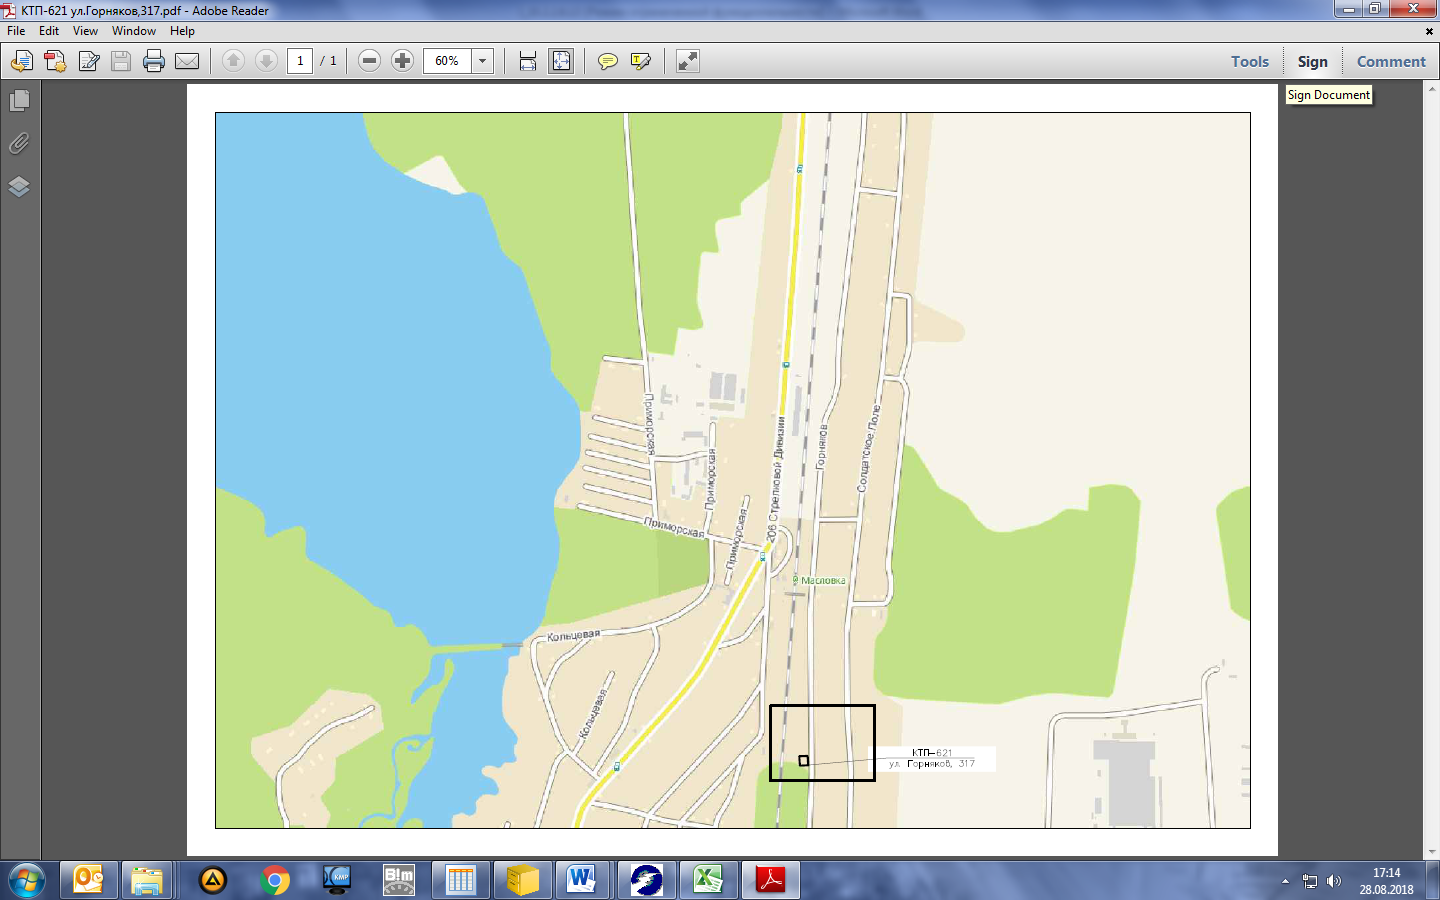 КТП-621 ул.Горняков,317.pdf - Adobe Reader
File Edit View Window Help
1 / 1
60%
Tools
Sign
Comment
Sign Document
Приморская
Приморская
Приморская
Приморская
206 Стрелковой Дивизии
Горняков
Солдатское Поле
Масловка
Кольцевая
Кольцевая
КТП-621
ул Горняков, 317
KMP
B!m
17:14
28.08.2018